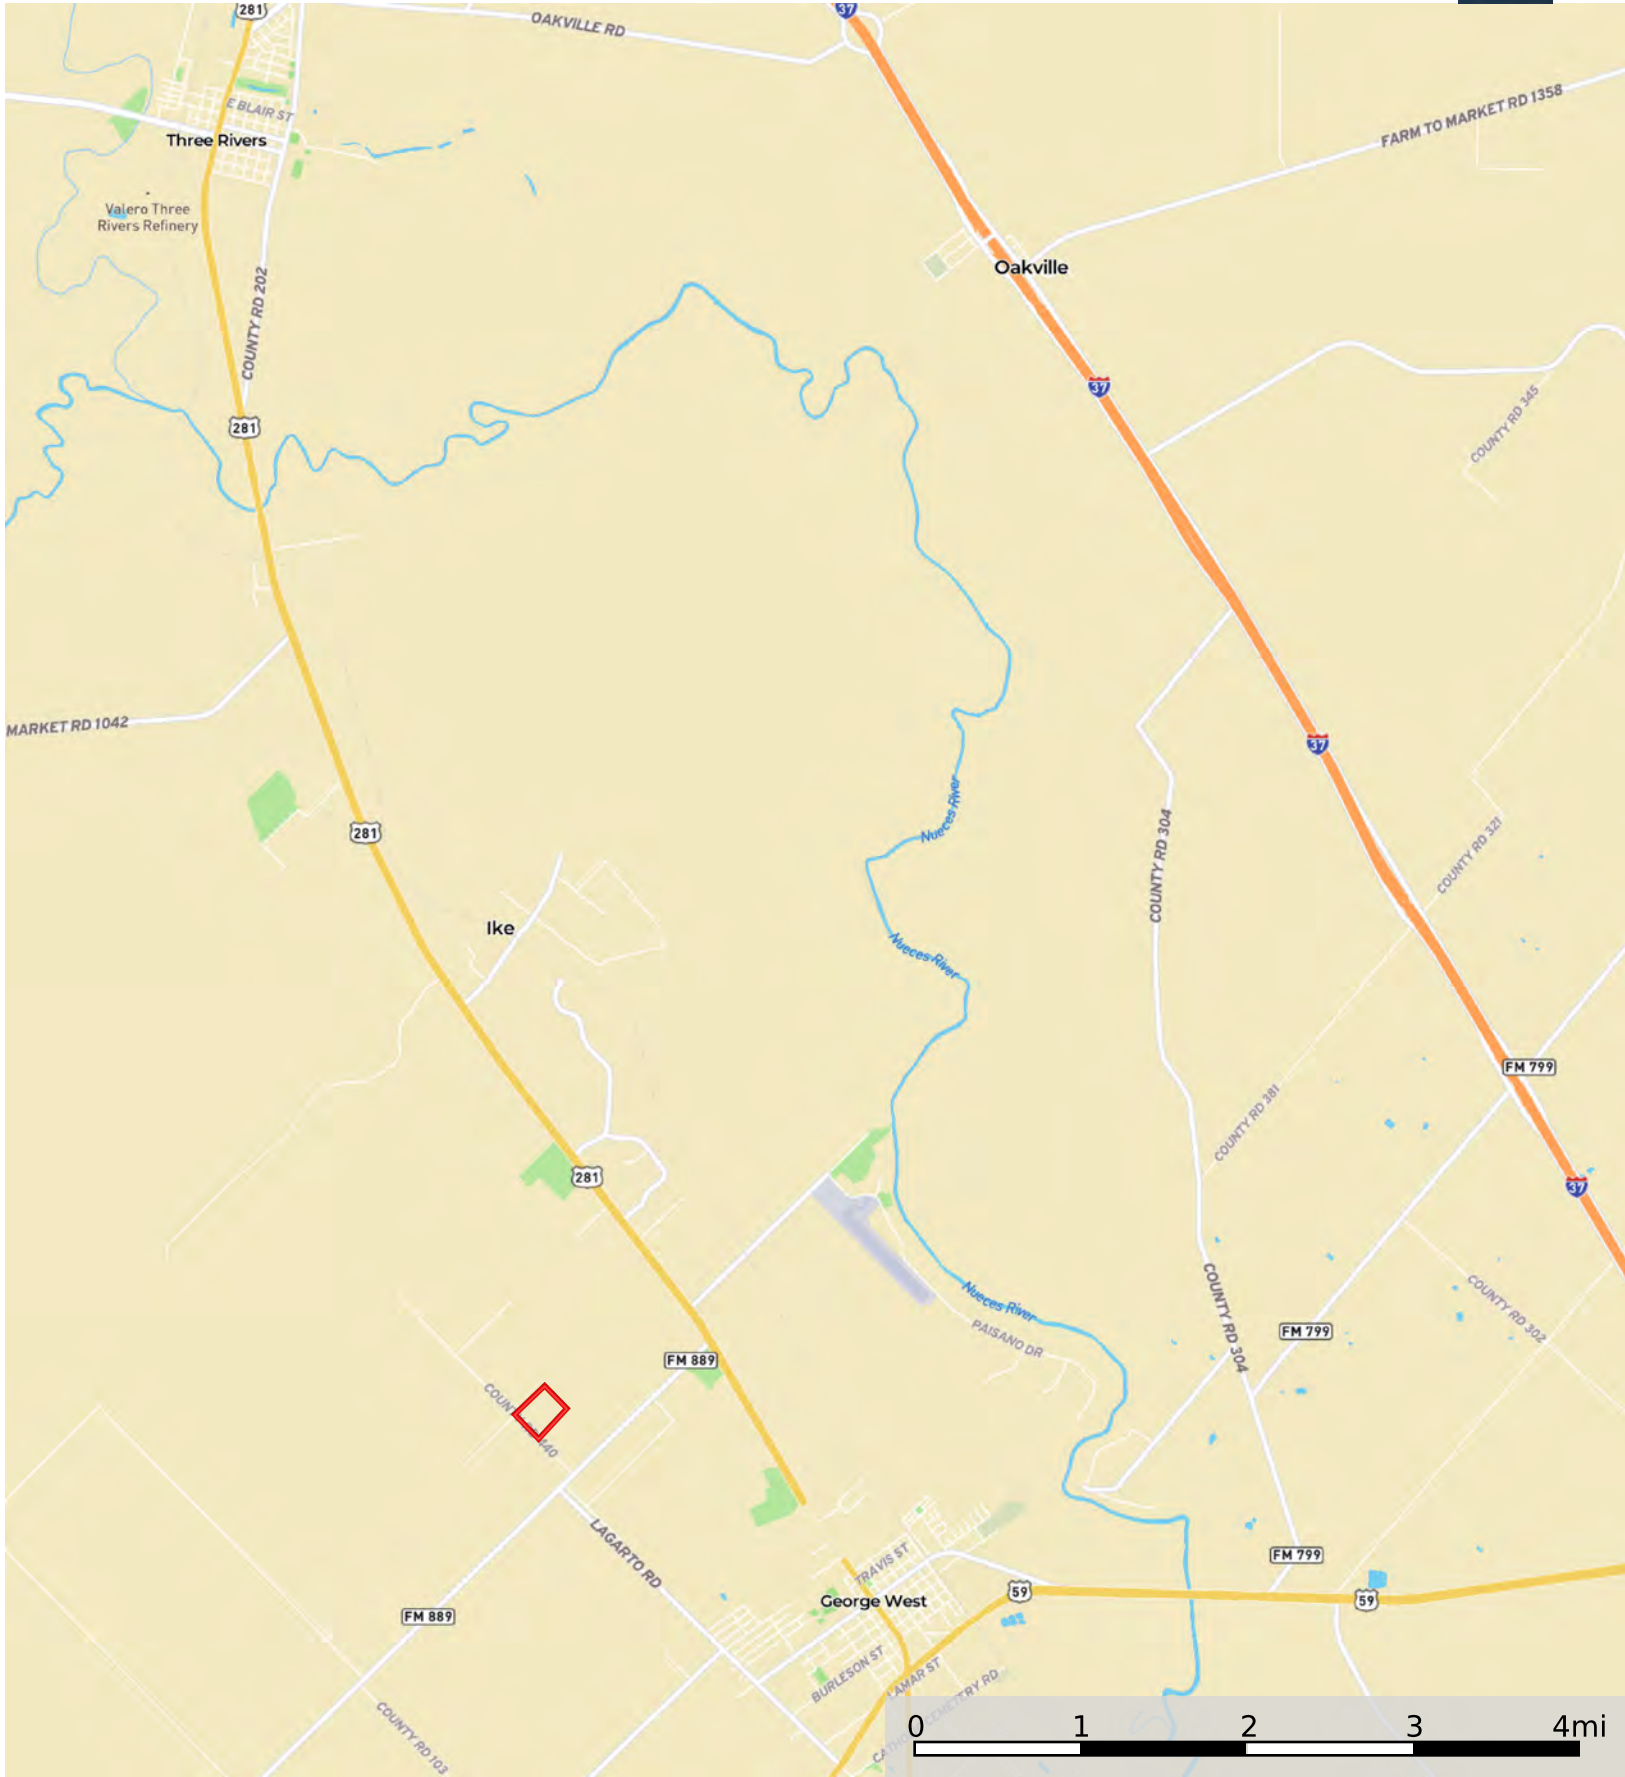 281
37
OAKVILLE RD
FARM TO MARKET RD 1358
E BLAIR ST
Three Rivers
Valero Three
Rivers Refinery
Oakville
COUNTY RD 202
37
COUNTY RD 345
281
MARKET RD 1042
37
Nueces River
281
COUNTY RD 304
COUNTY RD 321
Ike
Nueces River
FM 799
COUNTY RD 381
281
37
Nueces River
COUNTY RD 304
COUNTY RD 302
PAISANO DR
FM 799
FM 889
LAGARTO RD
TRAVIS ST
FM 799
59
59
George West
FM 889
BURLESON ST
LAMAR ST
CEMETERY RD
COUNTY RD 103
0 1 2 3 4mi